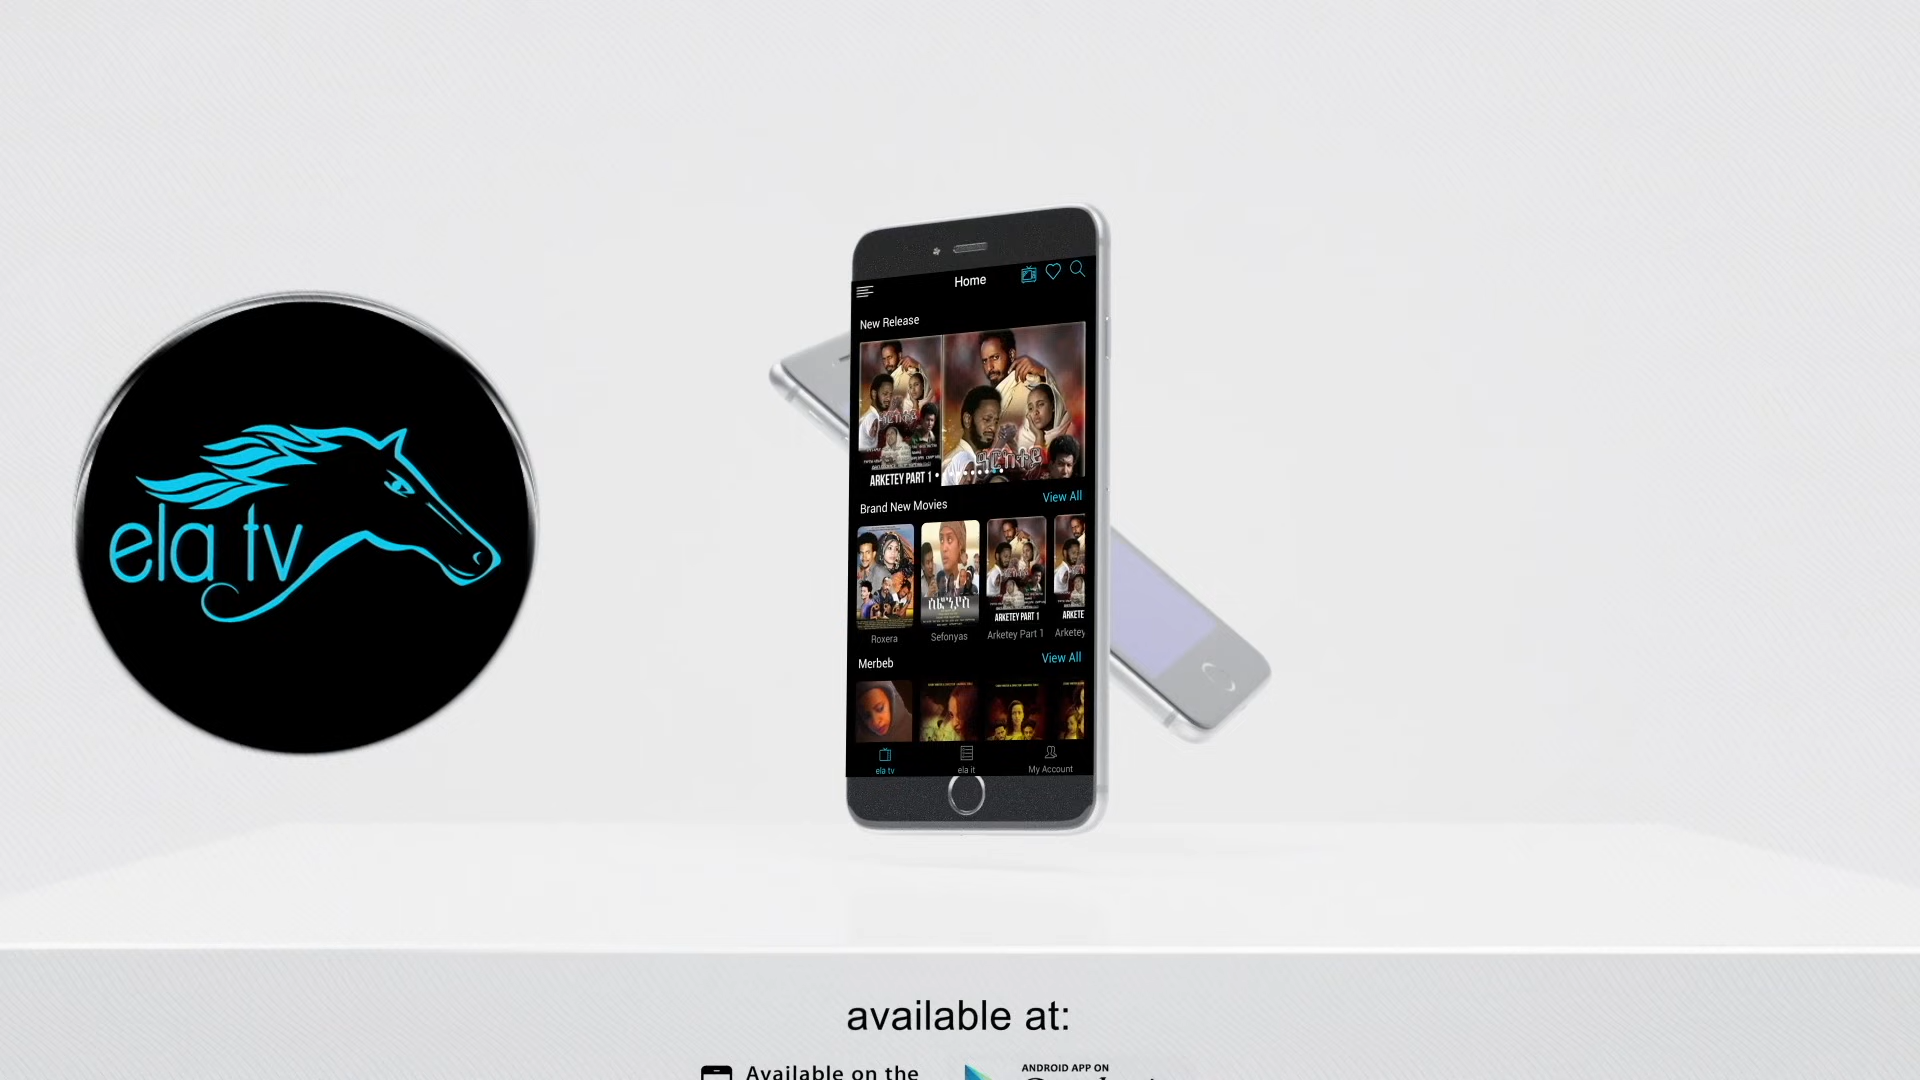 ela tv
Home
New Release
ዓርከተይ
ARKETEY PART 1
Brand New Movies
View All
ARKETEY PART 1
ARKETE
Roxera
Sefonyas
Arketey Part 1
Arketey
Merbeb
View All
ela tv
ela it
My Account
available at:
Available on the
ANDROID APP ON